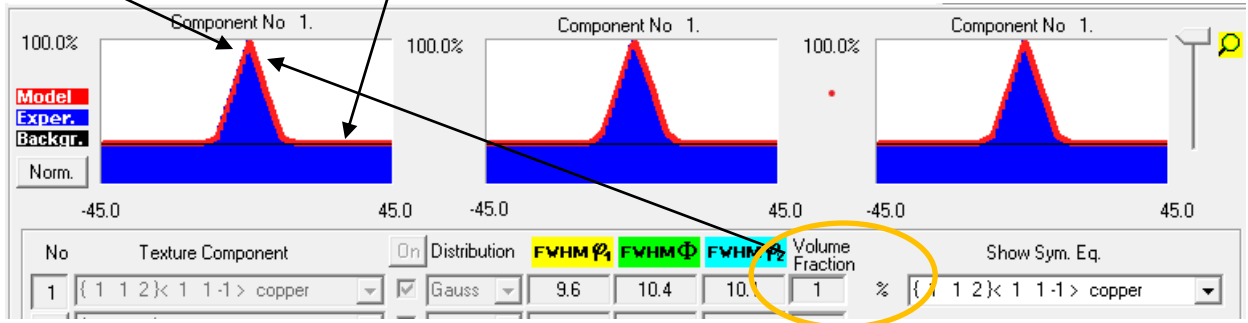 Component No 1. Component No 1. Component No 1.
100.0% 100.0% 100.0%
Model
Exper.
Backgr.
Norm.
-45.0 45.0 -45.0 45.0 -45.0 45.0
No Texture Component On Distribution FWHM φ1 FWHM Φ FWHM φ2 Volume Fraction Show Sym. Eq.
1 { 1 1 2}< 1 1 -1 > copper Gauss 9.6 10.4 1 % 1 2}< 1 1 -1 > copper